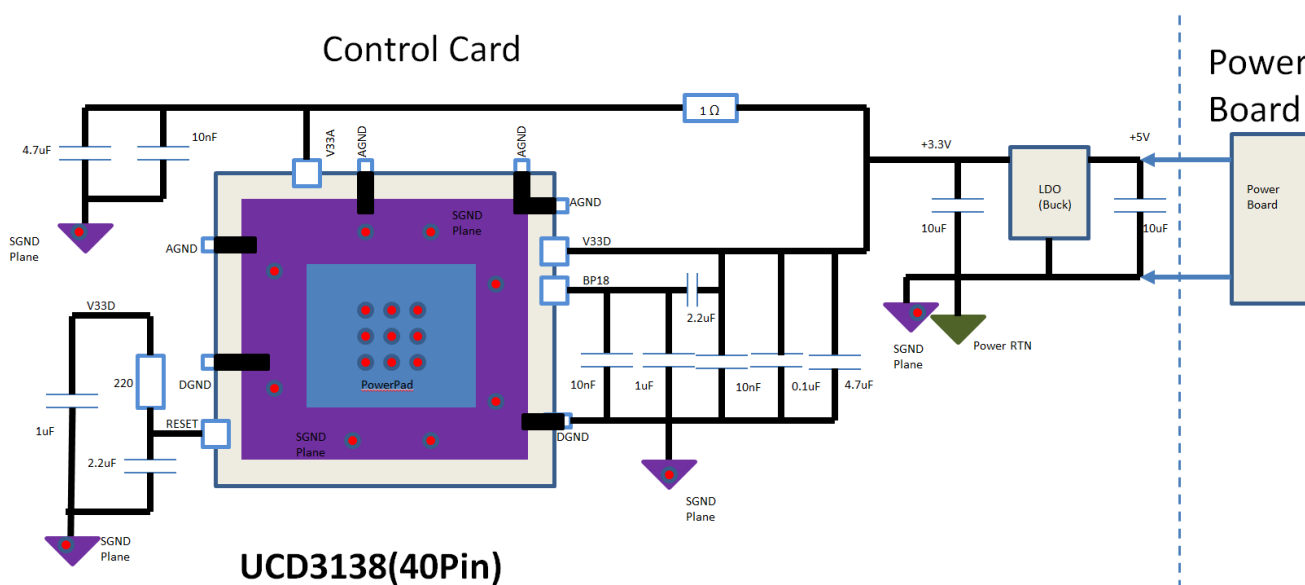 Control Card
Power
Board
1 Ω
4.7uF
10nF
V33A
AGND
AGND
+3.3V
+5V
LDO
(Buck)
Power
Board
10uF
10uF
AGND
SGND
Plane
SGND
Plane
AGND
V33D
BP18
2.2uF
V33D
220
DGND
PowerPad
10nF
1uF
10nF
0.1uF
4.7uF
SGND
Plane
Power RTN
1uF
RESET
2.2uF
SGND
Plane
DGND
SGND
Plane
SGND
Plane
UCD3138(40Pin)